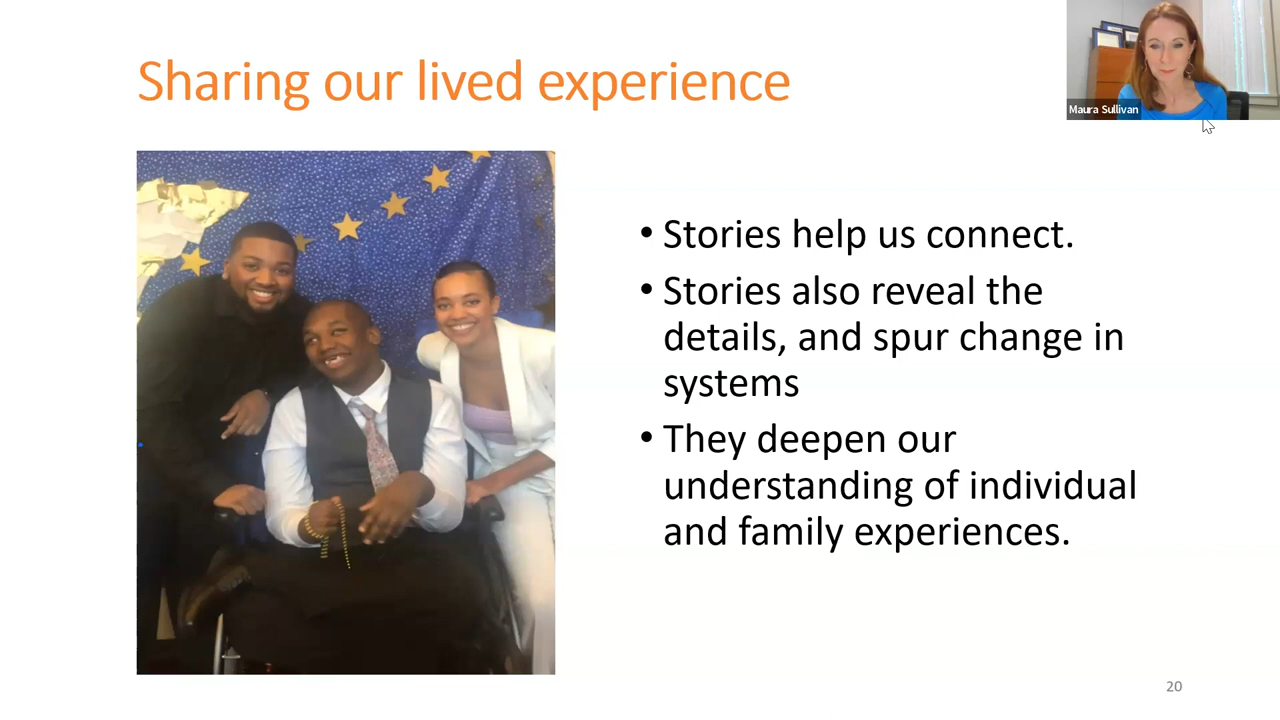 Sharing our lived experience
Maura Sullivan
• Stories help us connect.
• Stories also reveal the
details, and spur change in
systems
• They deepen our
understanding of individual
and family experiences.
20